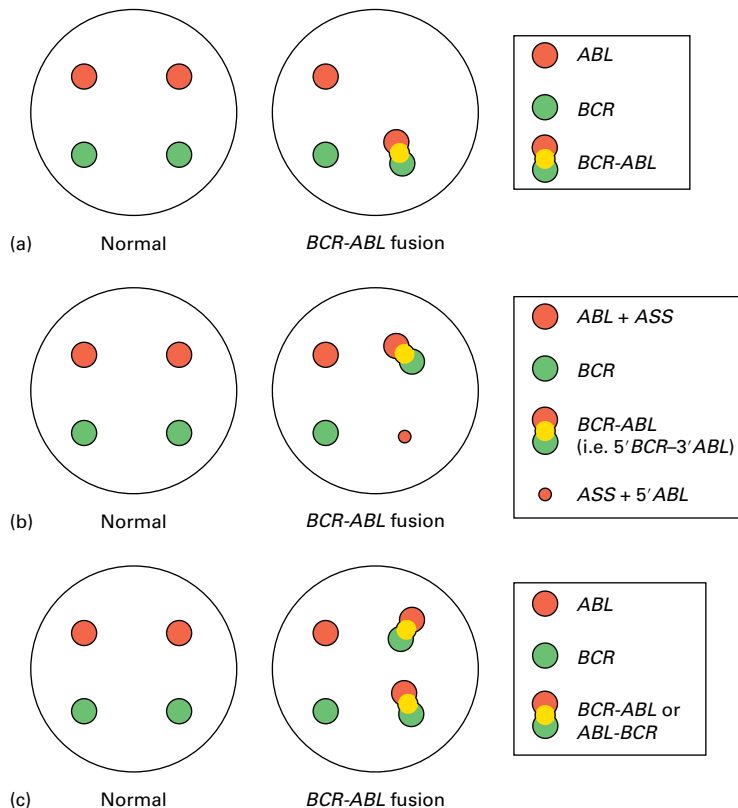 ABL
BCR
BCR-ABL
(a) Normal BCR-ABL fusion
ABL + ASS
BCR
BCR-ABL
(i.e. 5′BCR–3′ABL)
ASS + 5′ABL
(b) Normal BCR-ABL fusion
ABL
BCR
BCR-ABL or
ABL-BCR
(c) Normal BCR-ABL fusion